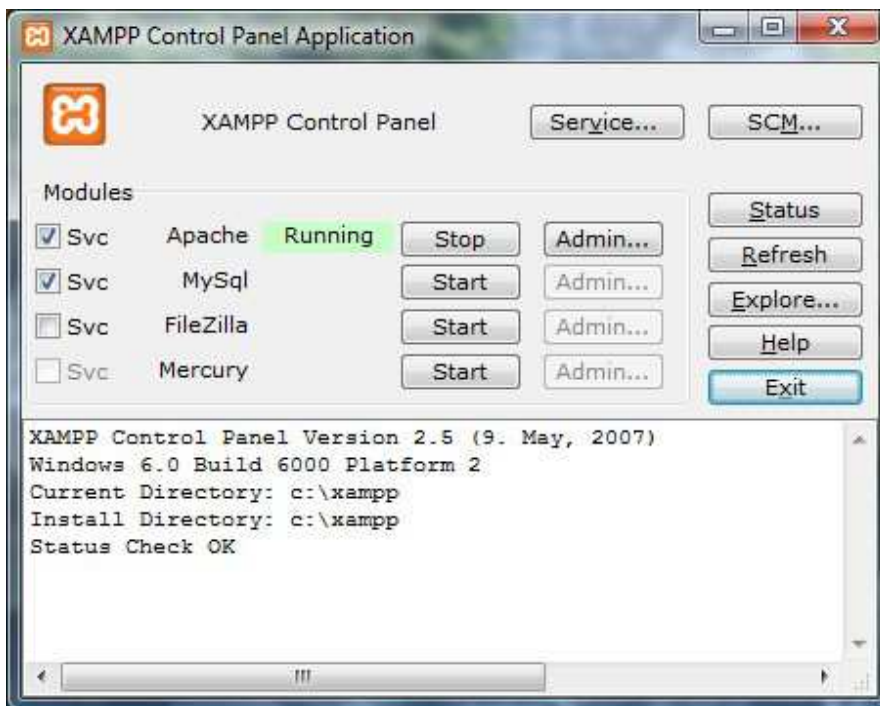 XAMPP Control Panel Application
XAMPP Control Panel Service... SCM...
Modules
Svc Apache Running Stop Admin...
Svc MySql Start Admin...
Svc FileZilla Start Admin...
Svc Mercury Start Admin...
Status
Refresh
Explore...
Help
Exit
XAMPP Control Panel Version 2.5 (9. May, 2007)
Windows 6.0 Build 6000 Platform 2
Current Directory: c:\xampp
Install Directory: c:\xampp
Status Check OK